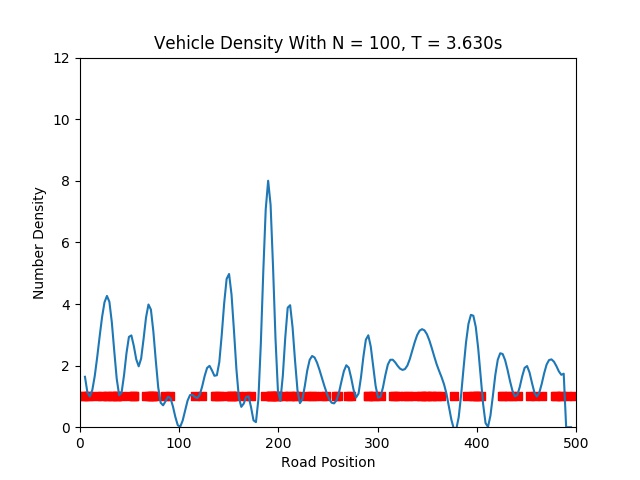 Vehicle Density With N = 100, T = 3.630s
12
10
8
6
4
2
0
Number Density
0 100 200 300 400 500
Road Position